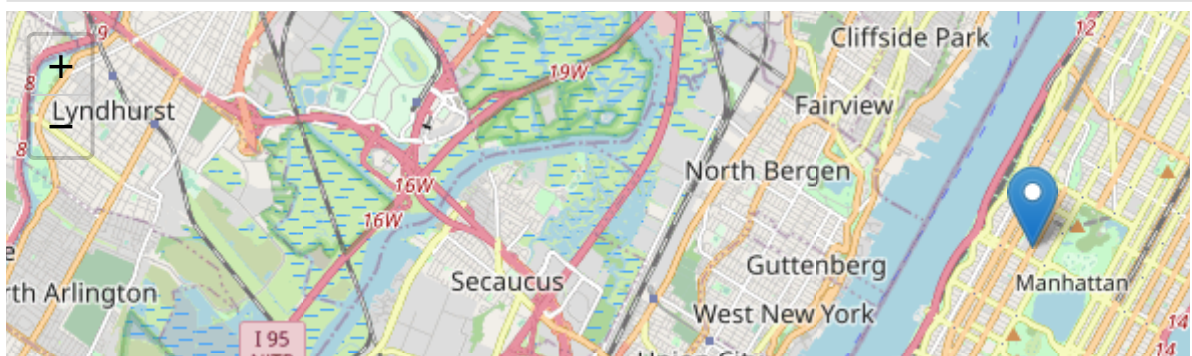 9
12
Cliffside Park
19W
8
+
Fairview
Lyndhurst
−
8
North Bergen
16W
16W
Guttenberg
Secaucus
Manhattan
rth Arlington
West New York
14
I 95
14